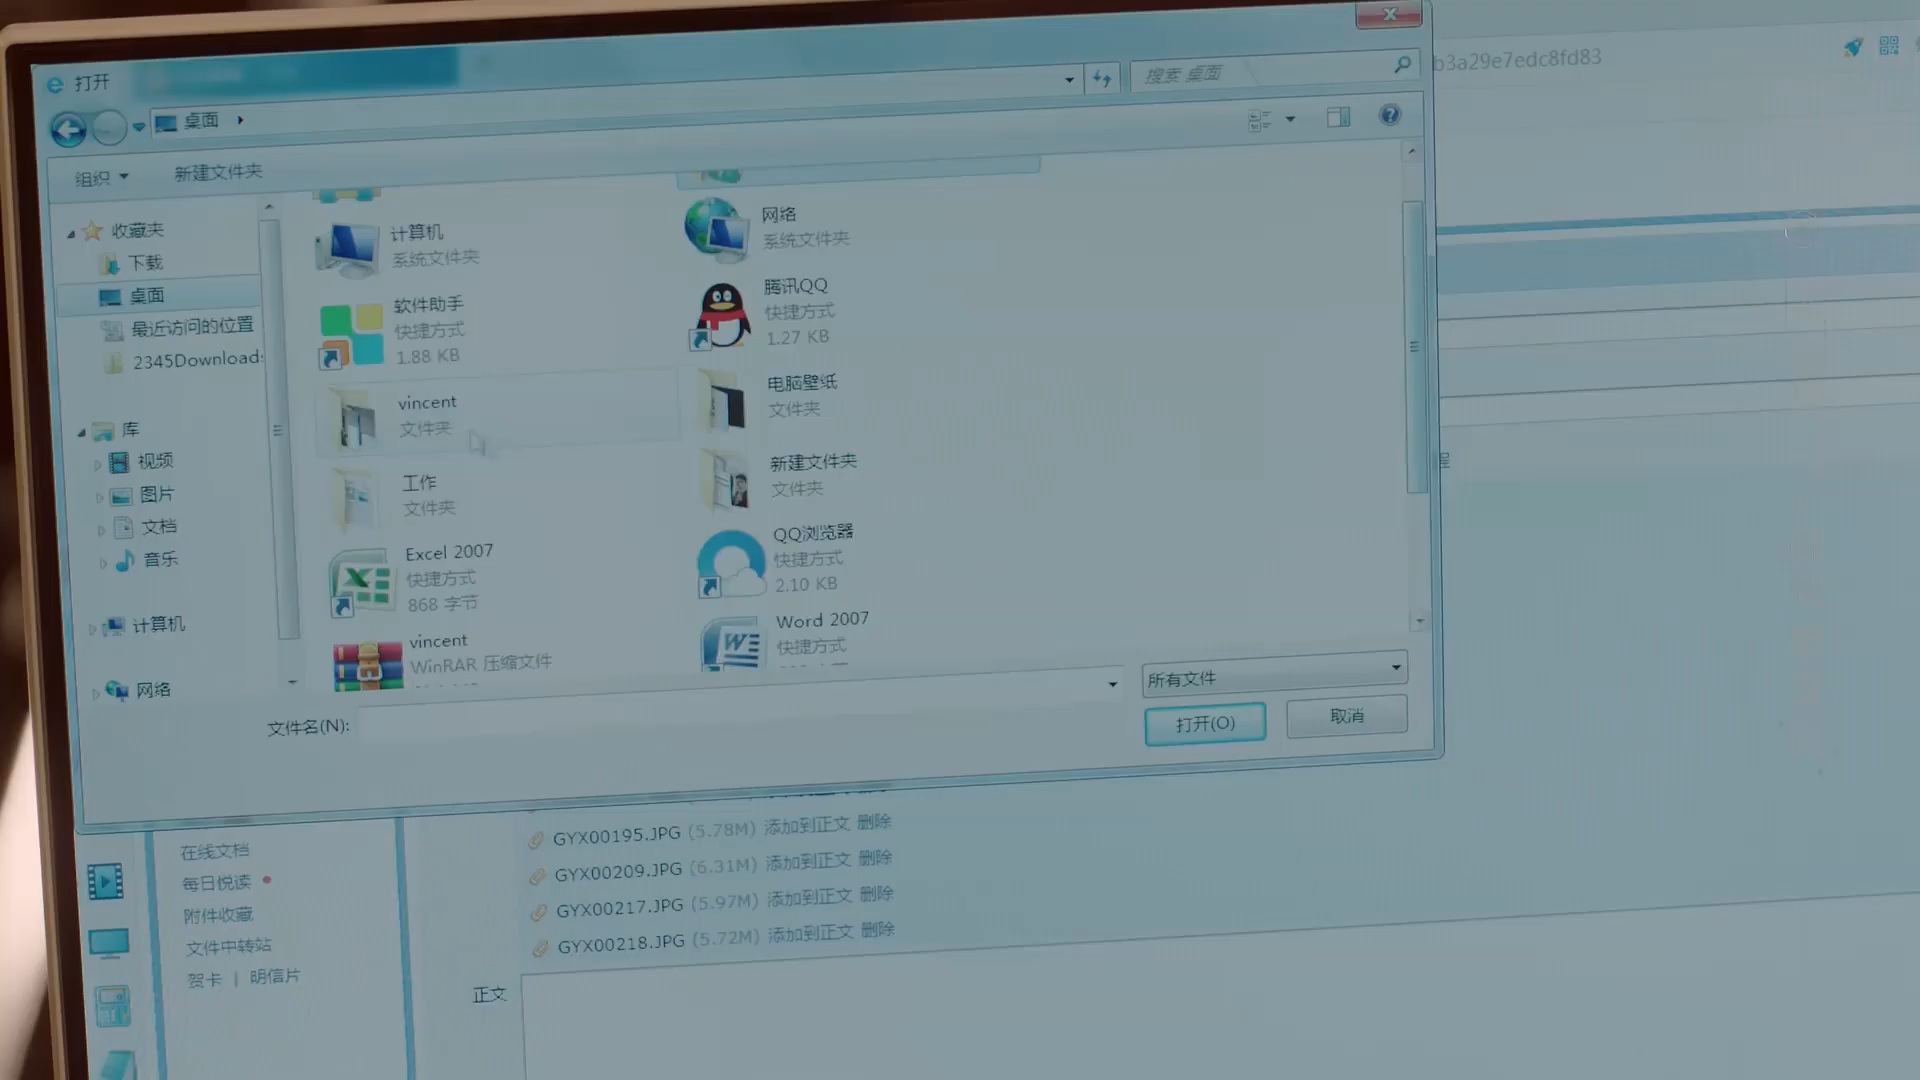 打开
b3a29e7edc8fd83
桌面
搜索 桌面
组织
新建文件夹
收藏夹
下载
桌面
最近访问的位置
2345Download
库
视频
图片
文档
音乐
计算机
网络
计算机
系统文件夹
网络
系统文件夹
软件助手
快捷方式
1.88 KB
腾讯QQ
快捷方式
1.27 KB
vincent
文件夹
电脑壁纸
文件夹
工作
文件夹
新建文件夹
文件夹
Excel 2007
快捷方式
868 字节
QQ浏览器
快捷方式
2.10 KB
vincent
WinRAR 压缩文件
Word 2007
快捷方式
文件名(N):
所有文件
打开(O)
取消
在线文档
每日悦读
附件收藏
文件中转站
贺卡 | 明信片
GYX00195.JPG (5.78M) 添加到正文 删除
GYX00209.JPG (6.31M) 添加到正文 删除
GYX00217.JPG (5.97M) 添加到正文 删除
GYX00218.JPG (5.72M) 添加到正文 删除
正文